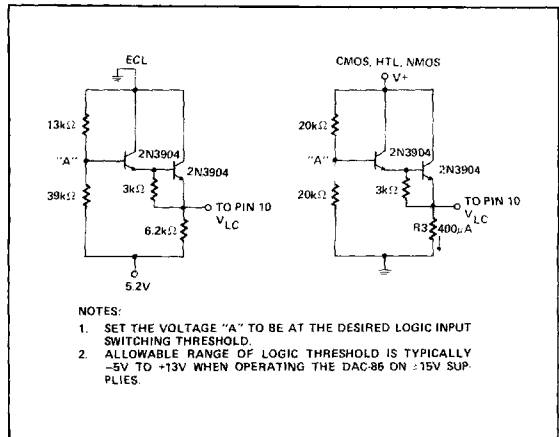 ECL
CMOS, HTL, NMOS
V+
13kΩ
20kΩ
2N3904
2N3904
"A"
2N3904
2N3904
"A"
3kΩ
3kΩ
39kΩ
20kΩ
TO PIN 10
VLC
TO PIN 10
VLC
6.2kΩ
R3
400μA
5.2V
NOTES:
1. SET THE VOLTAGE "A" TO BE AT THE DESIRED LOGIC INPUT
SWITCHING THRESHOLD.
2. ALLOWABLE RANGE OF LOGIC THRESHOLD IS TYPICALLY
–5V TO +13V WHEN OPERATING THE DAC-86 ON ±15V SUP-
PLIES.